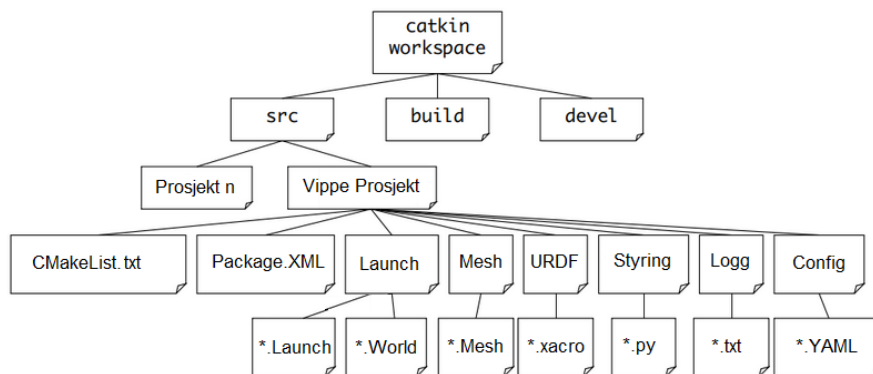 catkin
workspace
src
build
devel
Prosjekt n
Vippe Prosjekt
CMakeList.txt
Package.XML
Launch
Mesh
URDF
Styring
Logg
Config
*.Launch
*.World
*.Mesh
*.xacro
*.py
*.txt
*.YAML